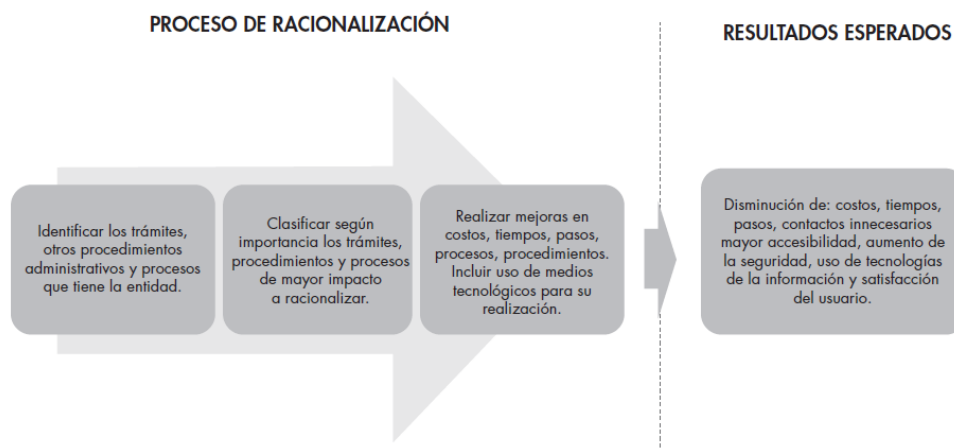 PROCESO DE RACIONALIZACIÓN
RESULTADOS ESPERADOS
Identificar los trámites,
otros procedimientos
administrativos y procesos
que tiene la entidad.
Clasificar según
importancia los trámites,
procedimientos y procesos
de mayor impacto
a racionalizar.
Realizar mejoras en
costos, tiempos, pasos,
procesos, procedimientos.
Incluir uso de medios
tecnológicos para su
realización.
Disminución de: costos, tiempos,
pasos, contactos innecesarios
mayor accesibilidad, aumento de
la seguridad, uso de tecnologías
de la información y satisfacción
del usuario.